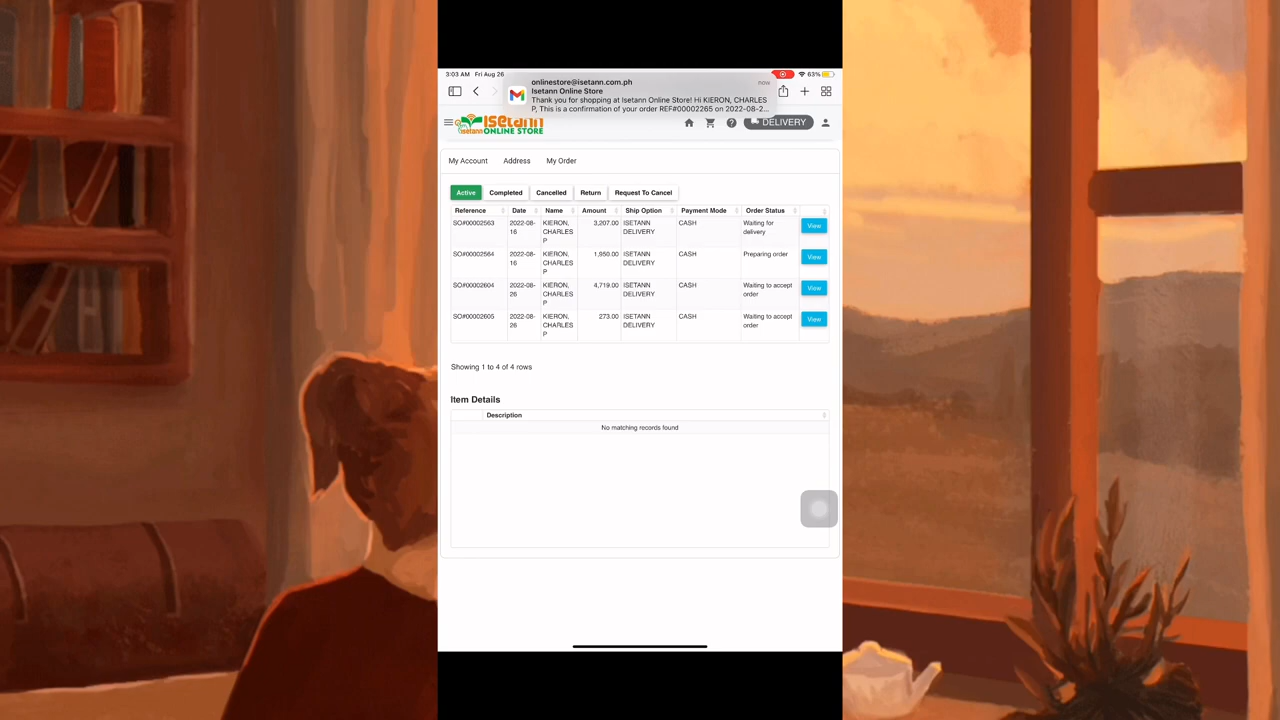 3:03 AM Fri Aug 26
63%
onlinestore@isetann.com.ph
now
Isetann Online Store
Thank you for shopping at Isetann Online Store! Hi KIERON, CHARLES
P, This is a confirmation of your order REF#00002265 on 2022-08-2...
isetann
isetann ONLINE STORE
DELIVERY
My Account Address My Order
Active Completed Cancelled Return Request To Cancel
Reference Date Name Amount Ship Option Payment Mode Order Status
SO#00002563 2022-08- KIERON, 3,207.00 ISETANN CASH Waiting for View
16 CHARLES DELIVERY delivery
P
SO#00002564 2022-08- KIERON, 1,950.00 ISETANN CASH Preparing order View
16 CHARLES DELIVERY
P
SO#00002604 2022-08- KIERON, 4,719.00 ISETANN CASH Waiting to accept View
26 CHARLES DELIVERY order
P
SO#00002605 2022-08- KIERON, 273.00 ISETANN CASH Waiting to accept View
26 CHARLES DELIVERY order
P
Showing 1 to 4 of 4 rows
Item Details
Description
No matching records found